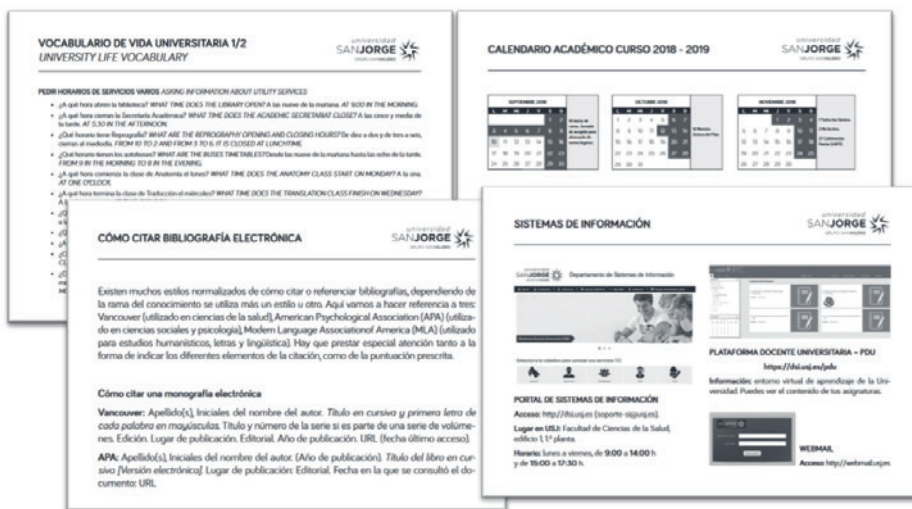 VOCABULARIO DE VIDA UNIVERSITARIA 1/2
UNIVERSITY LIFE VOCABULARY
universidad
SANJORGE
GRUPO SANVALERO
PEDIR HORARIOS DE SERVICIOS VARIOS ASKING INFORMATION ABOUT UTILITY SERVICES
• ¿A qué hora abren la biblioteca? WHAT TIME DOES THE LIBRARY OPEN? A las nueve de la mañana. AT 9.00 IN THE MORNING.
• ¿A qué hora cierran la Secretaría Académica? WHAT TIME DOES THE ACADEMIC SECRETARIAT CLOSE? A las cinco y media de
la tarde. AT 5.30 IN THE AFTERNOON.
• ¿Qué horario tiene Reprografía? WHAT ARE THE REPROGRAPHY OPENING AND CLOSING HOURS? De diez a dos y de tres a seis,
cierran al mediodía. FROM 10 TO 2 AND FROM 3 TO 6. IT IS CLOSED AT LUNCHTIME.
• ¿Qué horario tienen los autobuses? WHAT ARE THE BUSES TIMETABLES? Desde las nueve de la mañana hasta las ocho de la tarde.
FROM 9 IN THE MORNING TO 8 IN THE EVENING.
• ¿A qué hora comienza la clase de Anatomía el lunes? WHAT TIME DOES THE ANATOMY CLASS START ON MONDAY? A la una.
AT ONE O'CLOCK.
• ¿A qué hora termina la clase de Traducción el miércoles? WHAT TIME DOES THE TRANSLATION CLASS FINISH ON WEDNESDAY?
CALENDARIO ACADÉMICO CURSO 2018 - 2019
universidad
SANJORGE
GRUPO SANVALERO
SEPTIEMBRE 2018
OCTUBRE 2018
NOVIEMBRE 2018
CÓMO CITAR BIBLIOGRAFÍA ELECTRÓNICA
universidad
SANJORGE
GRUPO SANVALERO
Existen muchos estilos normalizados de cómo citar o referenciar bibliografías, dependiendo de
la rama del conocimiento se utiliza más un estilo u otro. Aquí vamos a hacer referencia a tres:
Vancouver (utilizado en ciencias de la salud), American Psychological Association (APA) (utiliza-
do en ciencias sociales y psicología), Modern Language Associationof America (MLA) (utilizado
para estudios humanísticos, letras y lingüística). Hay que prestar especial atención tanto a la
forma de indicar los diferentes elementos de la citación, como de la puntuación prescrita.
Cómo citar una monografía electrónica
Vancouver: Apellido(s), Iniciales del nombre del autor. Título en cursiva y primera letra de
cada palabra en mayúsculas. Título y número de la serie si es parte de una serie de volúme-
nes. Edición. Lugar de publicación. Editorial. Año de publicación. URL (fecha último acceso).
APA: Apellido(s), Iniciales del nombre del autor. (Año de publicación). Título del libro en cur-
siva [Versión electrónica]. Lugar de publicación: Editorial. Fecha en la que se consultó el do-
cumento: URL
SISTEMAS DE INFORMACIÓN
universidad
SANJORGE
GRUPO SANVALERO
universidad
SANJORGE
Departamento de Sistemas de Información
PORTAL DE SISTEMAS DE INFORMACIÓN
Acceso: http://dsi.usj.es (soporte-si@usj.es).
Lugar en USJ: Facultad de Ciencias de la Salud,
edificio 1, 1ª planta.
Horario: lunes a viernes, de 9:00 a 14:00 h
y de 15:00 a 17:30 h.
PLATAFORMA DOCENTE UNIVERSITARIA – PDU
https://dsi.usj.es/pdu
Información: entorno virtual de aprendizaje de la Uni-
versidad. Puedes ver el contenido de tus asignaturas.
WEBMAIL
Acceso: http://webmail.usj.es